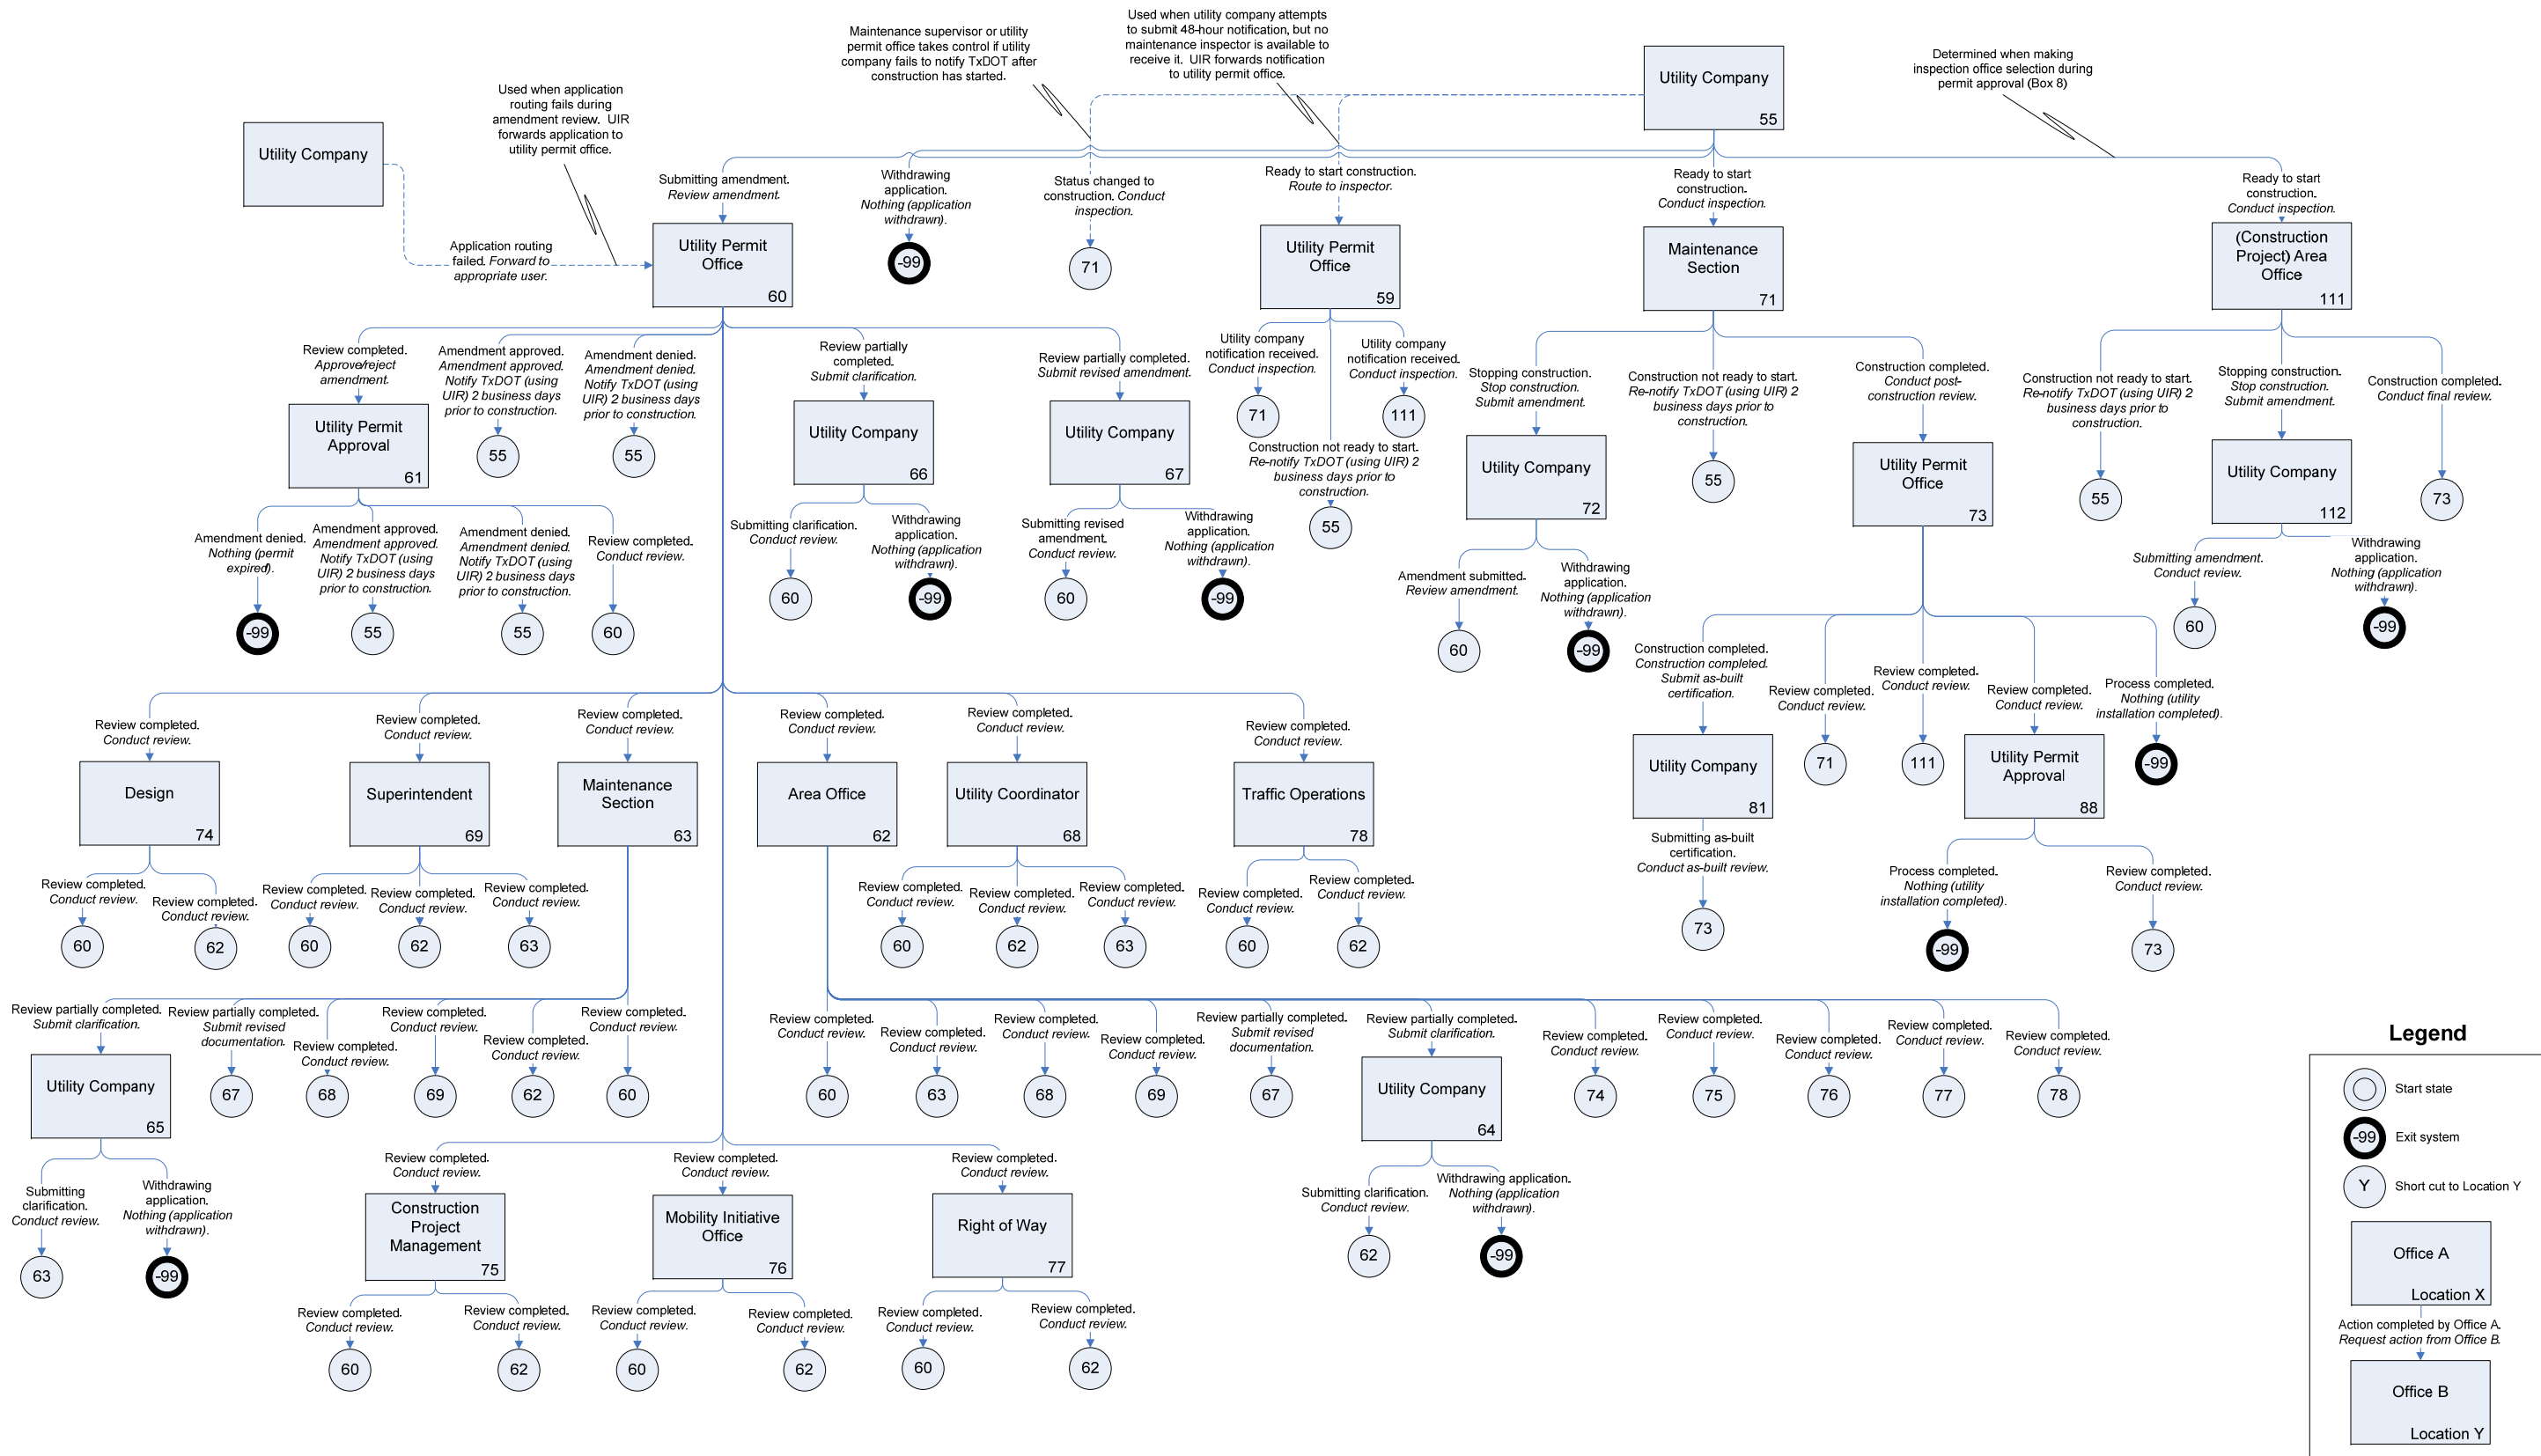 Used when utility company attempts
to submit 48-hour notification, but no
maintenance inspector is available to
receive it.  UIR forwards notification
to utility permit office.
Maintenance supervisor or utility
permit office takes control if utility
company fails to notify TxDOT after
construction has started.
Determined when making
inspection office selection during
permit approval (Box 8)
Used when application
routing fails during
amendment review.  UIR
forwards application to
utility permit office.
Utility Company
55
Utility Company
Application routing
failed. Forward to
appropriate user.
Submitting amendment.
Review amendment.
Withdrawing
application.
Nothing (application
withdrawn).
-99
Status changed to
construction. Conduct
inspection.
71
Ready to start construction.
Route to inspector.
Ready to start
construction.
Conduct inspection.
Ready to start
construction.
Conduct inspection.
Utility Permit
Office
60
Utility Permit
Office
59
Maintenance
Section
71
(Construction
Project) Area
Office
111
Review completed.
Approve/reject
amendment.
Amendment approved.
Amendment approved.
Notify TxDOT (using
UIR) 2 business days
prior to construction.
55
Amendment denied.
Amendment denied.
Notify TxDOT (using
UIR) 2 business days
prior to construction.
55
Review partially
completed.
Submit clarification.
Review partially completed.
Submit revised amendment.
Utility company
notification received.
Conduct inspection.
71
Utility company
notification received.
Conduct inspection.
111
Construction not ready to start.
Re-notify TxDOT (using UIR) 2
business days prior to
construction.
55
Stopping construction.
Stop construction.
Submit amendment.
Construction not ready to start.
Re-notify TxDOT (using UIR) 2
business days prior to
construction.
55
Construction completed.
Conduct post-
construction review.
Construction not ready to start.
Re-notify TxDOT (using UIR) 2
business days prior to
construction.
55
Stopping construction.
Stop construction.
Submit amendment.
Construction completed.
Conduct final review.
73
Utility Permit
Approval
61
Utility Company
66
Utility Company
67
Utility Company
72
Utility Permit
Office
73
Utility Company
112
Amendment denied.
Nothing (permit
expired).
-99
Amendment approved.
Amendment approved.
Notify TxDOT (using
UIR) 2 business days
prior to construction.
55
Amendment denied.
Amendment denied.
Notify TxDOT (using
UIR) 2 business days
prior to construction.
55
Review completed.
Conduct review.
60
Submitting clarification.
Conduct review.
60
Withdrawing
application.
Nothing (application
withdrawn).
-99
Submitting revised
amendment.
Conduct review.
60
Withdrawing
application.
Nothing (application
withdrawn).
-99
Amendment submitted.
Review amendment.
60
Withdrawing
application.
Nothing (application
withdrawn).
-99
Submitting amendment.
Conduct review.
60
Withdrawing
application.
Nothing (application
withdrawn).
-99
Construction completed.
Construction completed.
Submit as-built
certification.
Review completed.
Conduct review.
71
Review completed.
Conduct review.
111
Review completed.
Conduct review.
Process completed.
Nothing (utility
installation completed).
-99
Utility Company
81
Utility Permit
Approval
88
Submitting as-built
certification.
Conduct as-built review.
73
Process completed.
Nothing (utility
installation completed).
-99
Review completed.
Conduct review.
73
Review completed.
Conduct review.
Review completed.
Conduct review.
Review completed.
Conduct review.
Review completed.
Conduct review.
Review completed.
Conduct review.
Review completed.
Conduct review.
Design
74
Superintendent
69
Maintenance
Section
63
Area Office
62
Utility Coordinator
68
Traffic Operations
78
Review completed.
Conduct review.
60
Review completed.
Conduct review.
62
Review completed.
Conduct review.
60
Review completed.
Conduct review.
62
Review completed.
Conduct review.
63
Review completed.
Conduct review.
60
Review completed.
Conduct review.
62
Review completed.
Conduct review.
63
Review completed.
Conduct review.
60
Review completed.
Conduct review.
62
Review partially completed.
Submit clarification.
Review partially completed.
Submit revised
documentation.
67
Review completed.
Conduct review.
68
Review completed.
Conduct review.
69
Review completed.
Conduct review.
62
Review completed.
Conduct review.
60
Review completed.
Conduct review.
60
Review completed.
Conduct review.
63
Review completed.
Conduct review.
68
Review completed.
Conduct review.
69
Review partially completed.
Submit revised
documentation.
67
Review partially completed.
Submit clarification.
Review completed.
Conduct review.
74
Review completed.
Conduct review.
75
Review completed.
Conduct review.
76
Review completed.
Conduct review.
77
Review completed.
Conduct review.
78
Utility Company
65
Utility Company
64
Submitting
clarification.
Conduct review.
63
Withdrawing
application.
Nothing (application
withdrawn).
-99
Submitting clarification.
Conduct review.
62
Withdrawing application.
Nothing (application
withdrawn).
-99
Review completed.
Conduct review.
Review completed.
Conduct review.
Review completed.
Conduct review.
Construction
Project
Management
75
Mobility Initiative
Office
76
Right of Way
77
Review completed.
Conduct review.
60
Review completed.
Conduct review.
62
Review completed.
Conduct review.
60
Review completed.
Conduct review.
62
Review completed.
Conduct review.
60
Review completed.
Conduct review.
62
Legend
Start state
-99
Exit system
Y
Short cut to Location Y
Office A
Location X
Action completed by Office A.
Request action from Office B.
Office B
Location Y